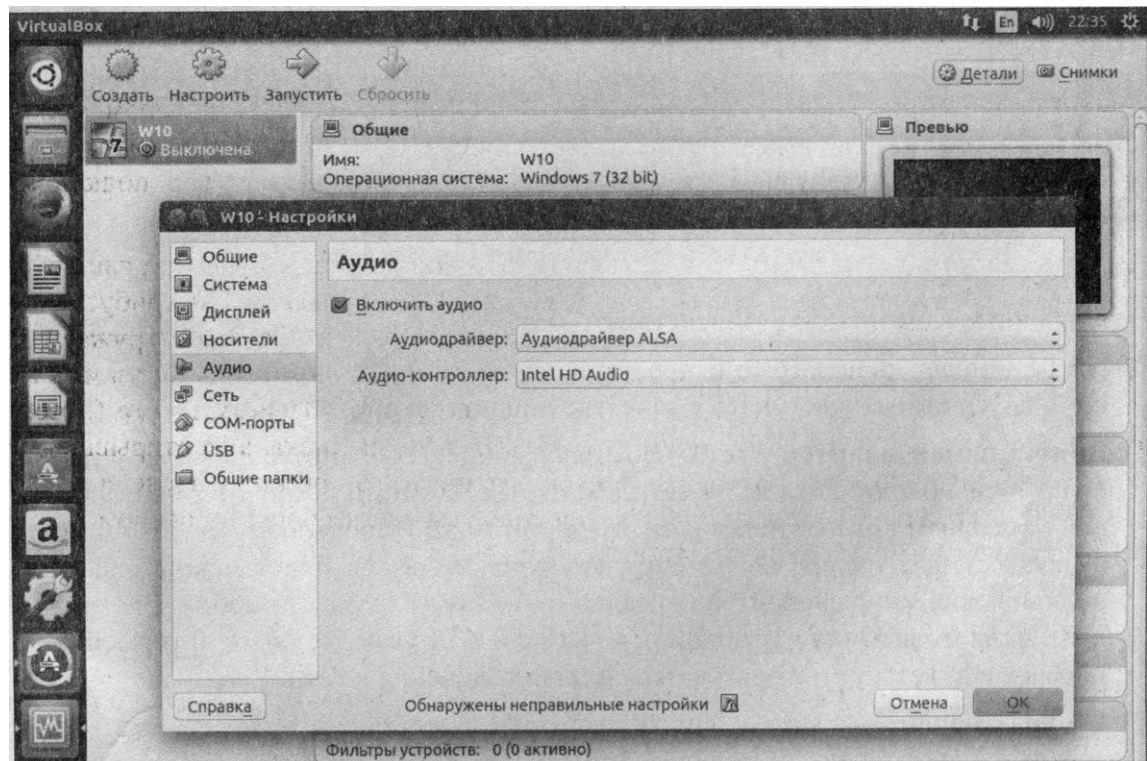 VirtualBox
En 22:35
Создать Настроить Запустить Сбросить
Детали Снимки
W10
Выключена
Общие
Имя: W10
Операционная система: Windows 7 (32 bit)
Превью
W10 - Настройки
Общие
Система
Дисплей
Носители
Аудио
Сеть
COM-порты
USB
Общие папки
Аудио
Включить аудио
Аудиодрайвер: Аудиодрайвер ALSA
Аудио-контроллер: Intel HD Audio
Справка
Обнаружены неправильные настройки
Отмена
OK
Фильтры устройств: 0 (0 активно)